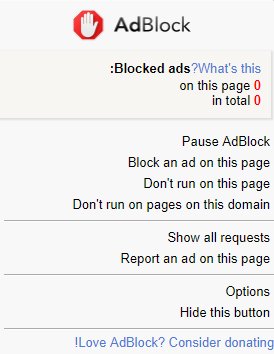 AdBlock
:Blocked ads?What's this
on this page 0
in total 0
Pause AdBlock
Block an ad on this page
Don't run on this page
Don't run on pages on this domain
Show all requests
Report an ad on this page
Options
Hide this button
!Love AdBlock? Consider donating